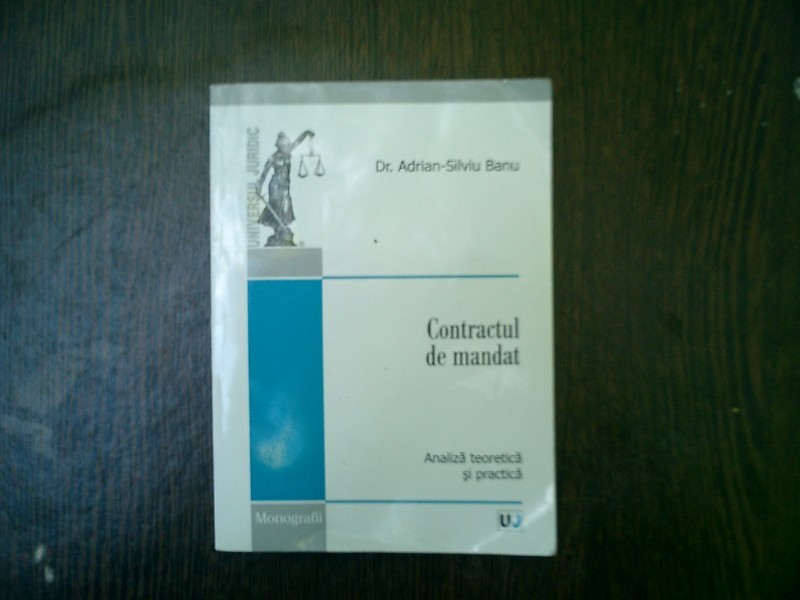 UNIVERSUL JURIDIC
Dr. Adrian-Silviu Banu
Contractul
de mandat
Analiză teoretică
și practică
Monografii
UJ